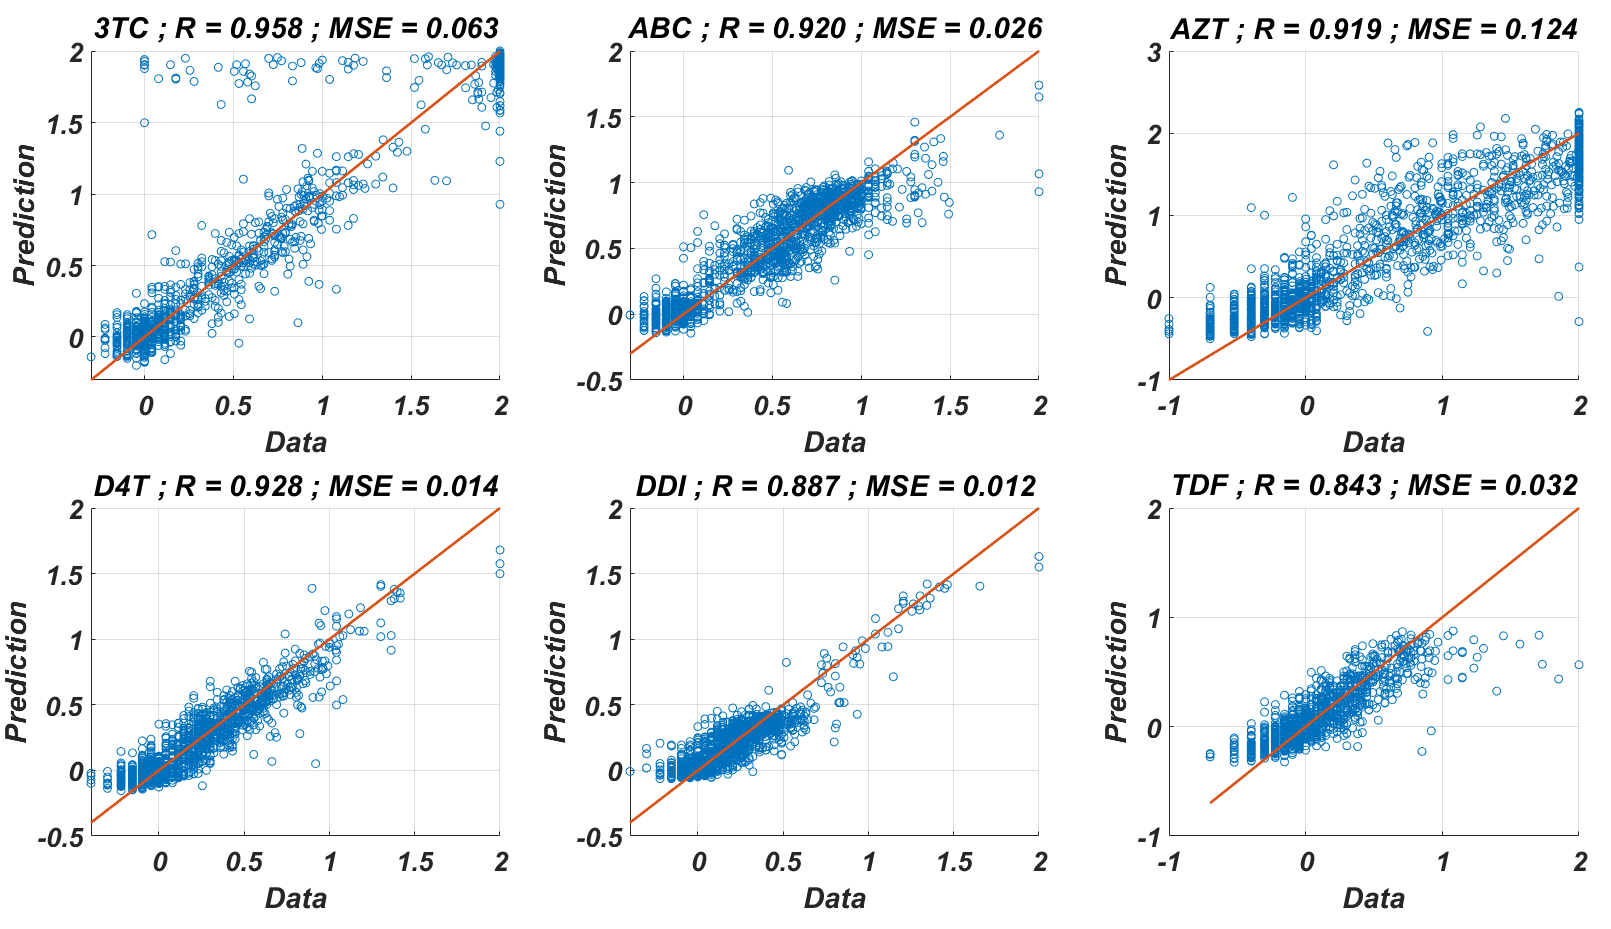 3TC ; R = 0.958 ; MSE = 0.063
2
1.5
1
0.5
0
Prediction
0 0.5 1 1.5 2
Data
ABC ; R = 0.920 ; MSE = 0.026
2
1.5
1
0.5
0
-0.5
Prediction
0 0.5 1 1.5 2
Data
AZT ; R = 0.919 ; MSE = 0.124
3
2
1
0
-1
Prediction
-1 0 1 2
Data
D4T ; R = 0.928 ; MSE = 0.014
2
1.5
1
0.5
0
-0.5
Prediction
0 0.5 1 1.5 2
Data
DDI ; R = 0.887 ; MSE = 0.012
2
1.5
1
0.5
0
-0.5
Prediction
0 0.5 1 1.5 2
Data
TDF ; R = 0.843 ; MSE = 0.032
2
1
0
-1
Prediction
-1 0 1 2
Data